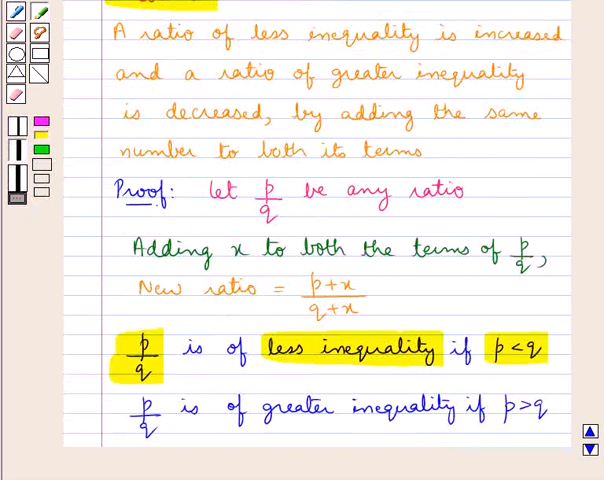 A ratio of less inequality is increased
and a ratio of greater inequality
is decreased, by adding the same
number to both its terms
Proof: Let p/q be any ratio
Adding x to both the terms of p/q,
New ratio = p+x/q+x
p/q is of less inequality if p<q
p/q is of greater inequality if p>q